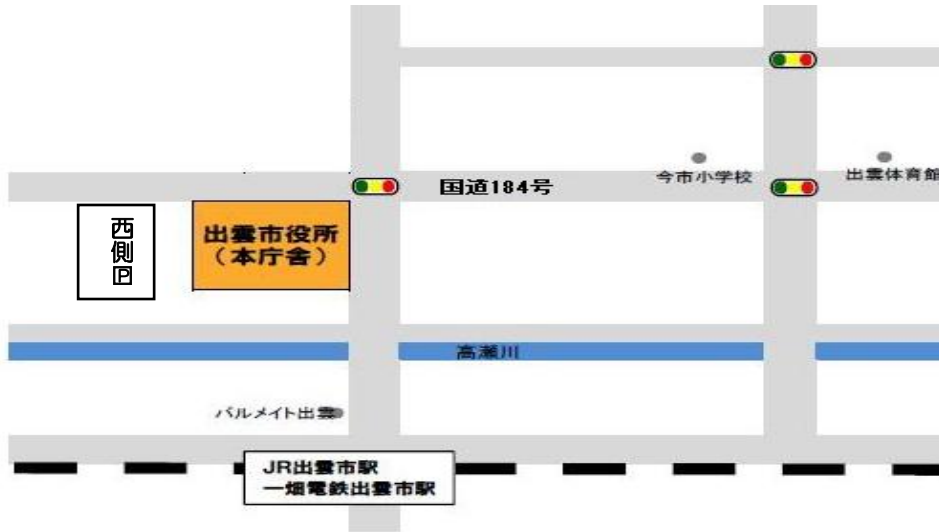 今市小学校
出雲体育館
国道184号
西側P
出雲市役所
(本庁舎)
高瀬川
パルメイト出雲
JR出雲市駅
一畑電鉄出雲市駅